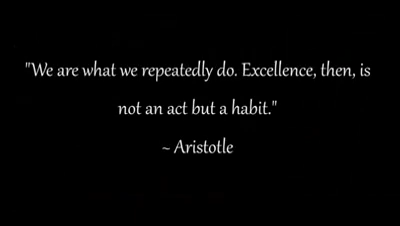 "We are what we repeatedly do. Excellence, then, is
not an act but a habit."
~ Aristotle